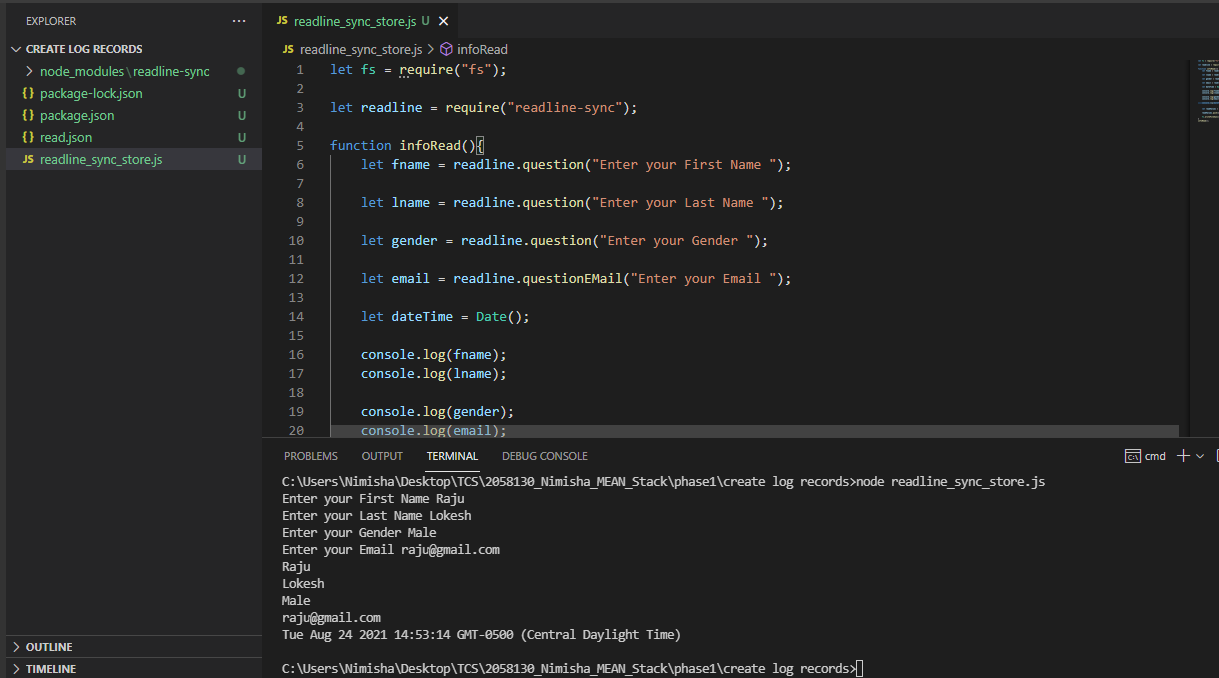 EXPLORER ...
CREATE LOG RECORDS
node_modules\readline-sync
{} package-lock.json U
{} package.json U
{} read.json U
JS readline_sync_store.js U
OUTLINE
TIMELINE
JS readline_sync_store.js U
JS readline_sync_store.js > infoRead
1 let fs = require("fs");
2
3 let readline = require("readline-sync");
4
5 function infoRead(){
6 let fname = readline.question("Enter your First Name ");
7
8 let lname = readline.question("Enter your Last Name ");
9
10 let gender = readline.question("Enter your Gender ");
11
12 let email = readline.questionEMail("Enter your Email ");
13
14 let dateTime = Date();
15
16 console.log(fname);
17 console.log(lname);
18
19 console.log(gender);
20 console.log(email);
PROBLEMS OUTPUT TERMINAL DEBUG CONSOLE cmd
C:\Users\Nimisha\Desktop\TCS\2058130_Nimisha_MEAN_Stack\phase1\create log records>node readline_sync_store.js
Enter your First Name Raju
Enter your Last Name Lokesh
Enter your Gender Male
Enter your Email raju@gmail.com
Raju
Lokesh
Male
raju@gmail.com
Tue Aug 24 2021 14:53:14 GMT-0500 (Central Daylight Time)
C:\Users\Nimisha\Desktop\TCS\2058130_Nimisha_MEAN_Stack\phase1\create log records>